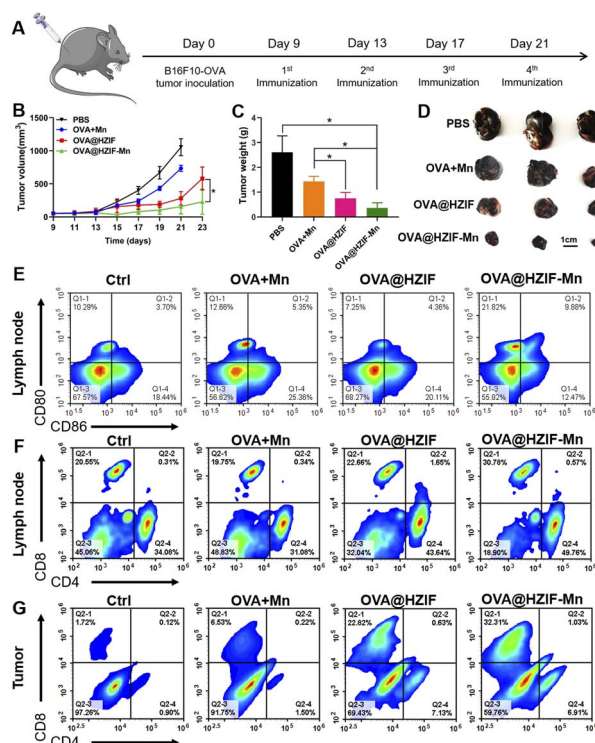 A
Day 0 Day 9 Day 13 Day 17 Day 21
B16F10-OVA 1st 2nd 3rd 4th
tumor inoculation Immunization Immunization Immunization Immunization
B
Tumor volume(mm³)
1000
500
0
PBS
OVA+Mn
OVA@HZIF
OVA@HZIF-Mn
*
9 11 13 15 17 19 21 23
Time (days)
C
Tumor weight (g)
4
3
2
1
0
*
*
*
PBS
OVA+Mn
OVA@HZIF
OVA@HZIF-Mn
D
PBS
OVA+Mn
OVA@HZIF
OVA@HZIF-Mn
1cm
E
Ctrl OVA+Mn OVA@HZIF OVA@HZIF-Mn
Lymph node
CD80
CD86
Q1-1 Q1-2 Q1-1 Q1-2 Q1-1 Q1-2 Q1-1 Q1-2
10.28% 3.70% 12.66% 5.35% 7.25% 4.36% 21.82% 9.88%
Q1-3 Q1-4 Q1-3 Q1-4 Q1-3 Q1-4 Q1-3 Q1-4
67.57% 18.44% 56.62% 25.36% 68.27% 20.11% 55.82% 12.47%
F
Ctrl OVA+Mn OVA@HZIF OVA@HZIF-Mn
Lymph node
CD8
CD4
Q2-1 Q2-2 Q2-1 Q2-2 Q2-1 Q2-2 Q2-1 Q2-2
20.55% 0.31% 19.75% 0.34% 22.66% 1.65% 30.78% 0.57%
Q2-3 Q2-4 Q2-3 Q2-4 Q2-3 Q2-4 Q2-3 Q2-4
45.06% 34.08% 48.83% 31.08% 32.04% 43.64% 18.90% 49.76%
G
Ctrl OVA+Mn OVA@HZIF OVA@HZIF-Mn
Tumor
CD8
CD4
Q2-1 Q2-2 Q2-1 Q2-2 Q2-1 Q2-2 Q2-1 Q2-2
1.72% 0.12% 6.53% 0.22% 22.82% 0.63% 32.31% 1.03%
Q2-3 Q2-4 Q2-3 Q2-4 Q2-3 Q2-4 Q2-3 Q2-4
97.26% 0.90% 91.75% 1.50% 69.43% 7.13% 59.76% 6.91%